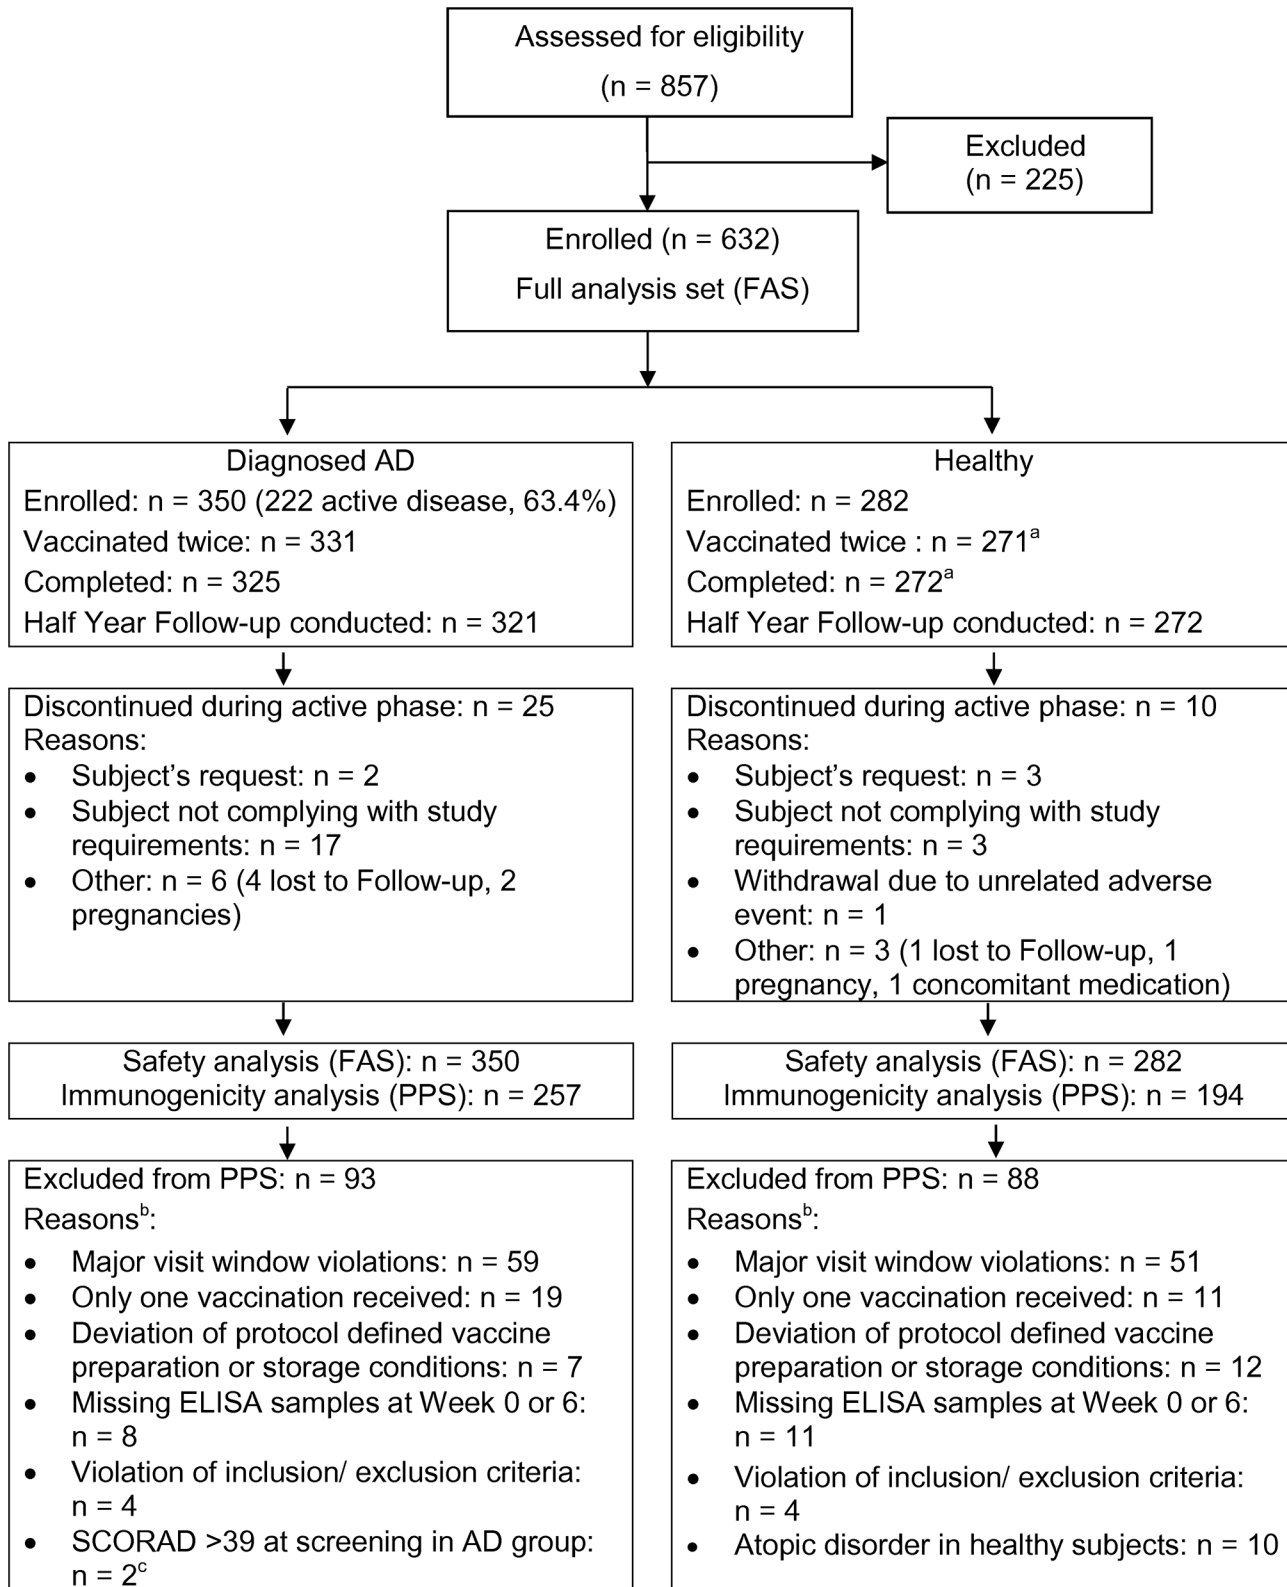 Assessed for eligibility
(n = 857)
Excluded
(n = 225)
Enrolled (n = 632)
Full analysis set (FAS)
Diagnosed AD
Enrolled: n = 350 (222 active disease, 63.4%)
Vaccinated twice: n = 331
Completed: n = 325
Half Year Follow-up conducted: n = 321
Healthy
Enrolled: n = 282
Vaccinated twice : n = 271ᵃ
Completed: n = 272ᵃ
Half Year Follow-up conducted: n = 272
Discontinued during active phase: n = 25
Reasons:
• Subject's request: n = 2
• Subject not complying with study
requirements: n = 17
• Other: n = 6 (4 lost to Follow-up, 2
pregnancies)
Discontinued during active phase: n = 10
Reasons:
• Subject's request: n = 3
• Subject not complying with study
requirements: n = 3
• Withdrawal due to unrelated adverse
event: n = 1
• Other: n = 3 (1 lost to Follow-up, 1
pregnancy, 1 concomitant medication)
Safety analysis (FAS): n = 350
Immunogenicity analysis (PPS): n = 257
Safety analysis (FAS): n = 282
Immunogenicity analysis (PPS): n = 194
Excluded from PPS: n = 93
Reasonsᵇ:
• Major visit window violations: n = 59
• Only one vaccination received: n = 19
• Deviation of protocol defined vaccine
preparation or storage conditions: n = 7
• Missing ELISA samples at Week 0 or 6:
n = 8
• Violation of inclusion/ exclusion criteria:
n = 4
• SCORAD >39 at screening in AD group:
n = 2ᶜ
Excluded from PPS: n = 88
Reasonsᵇ:
• Major visit window violations: n = 51
• Only one vaccination received: n = 11
• Deviation of protocol defined vaccine
preparation or storage conditions: n = 12
• Missing ELISA samples at Week 0 or 6:
n = 11
• Violation of inclusion/ exclusion criteria:
n = 4
• Atopic disorder in healthy subjects: n = 10